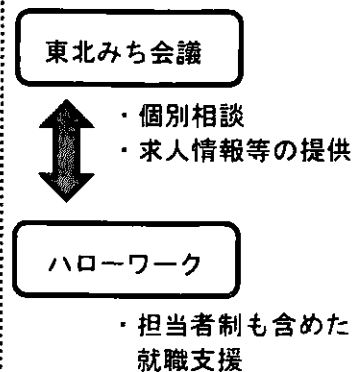 東北みち会議
・個別相談
・求人情報等の提供
ハローワーク
・担当者制も含めた
就職支援